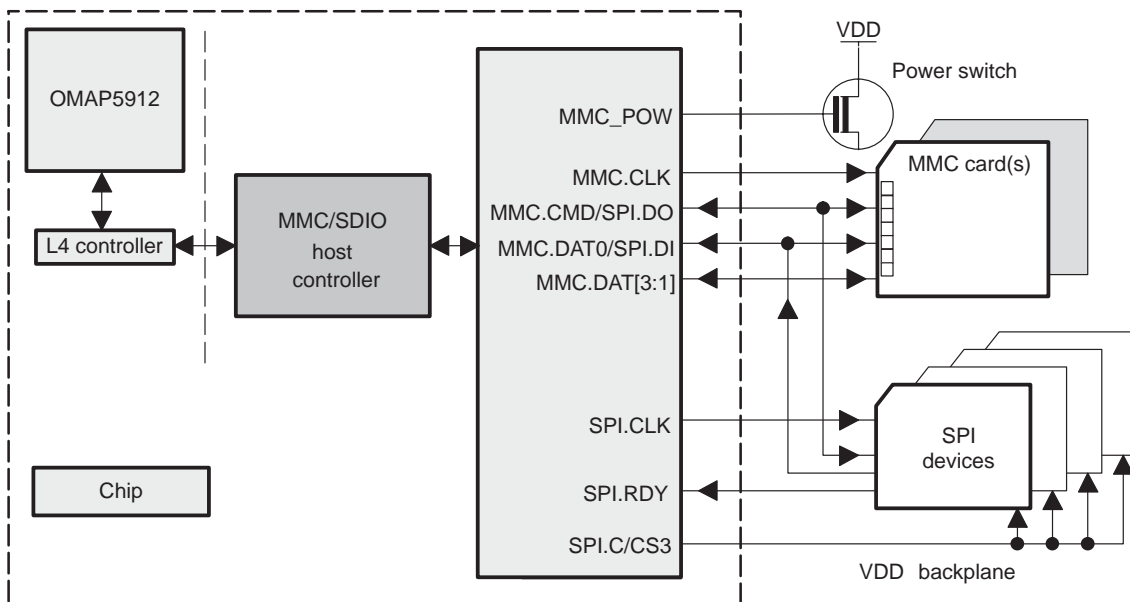 VDD
Power switch
OMAP5912
MMC_POW
MMC card(s)
MMC.CLK
MMC/SDIO
host
controller
MMC.CMD/SPI.DO
L4 controller
MMC.DAT0/SPI.DI
MMC.DAT[3:1]
SPI.CLK
SPI
devices
Chip
SPI.RDY
SPI.C/CS3
VDD backplane